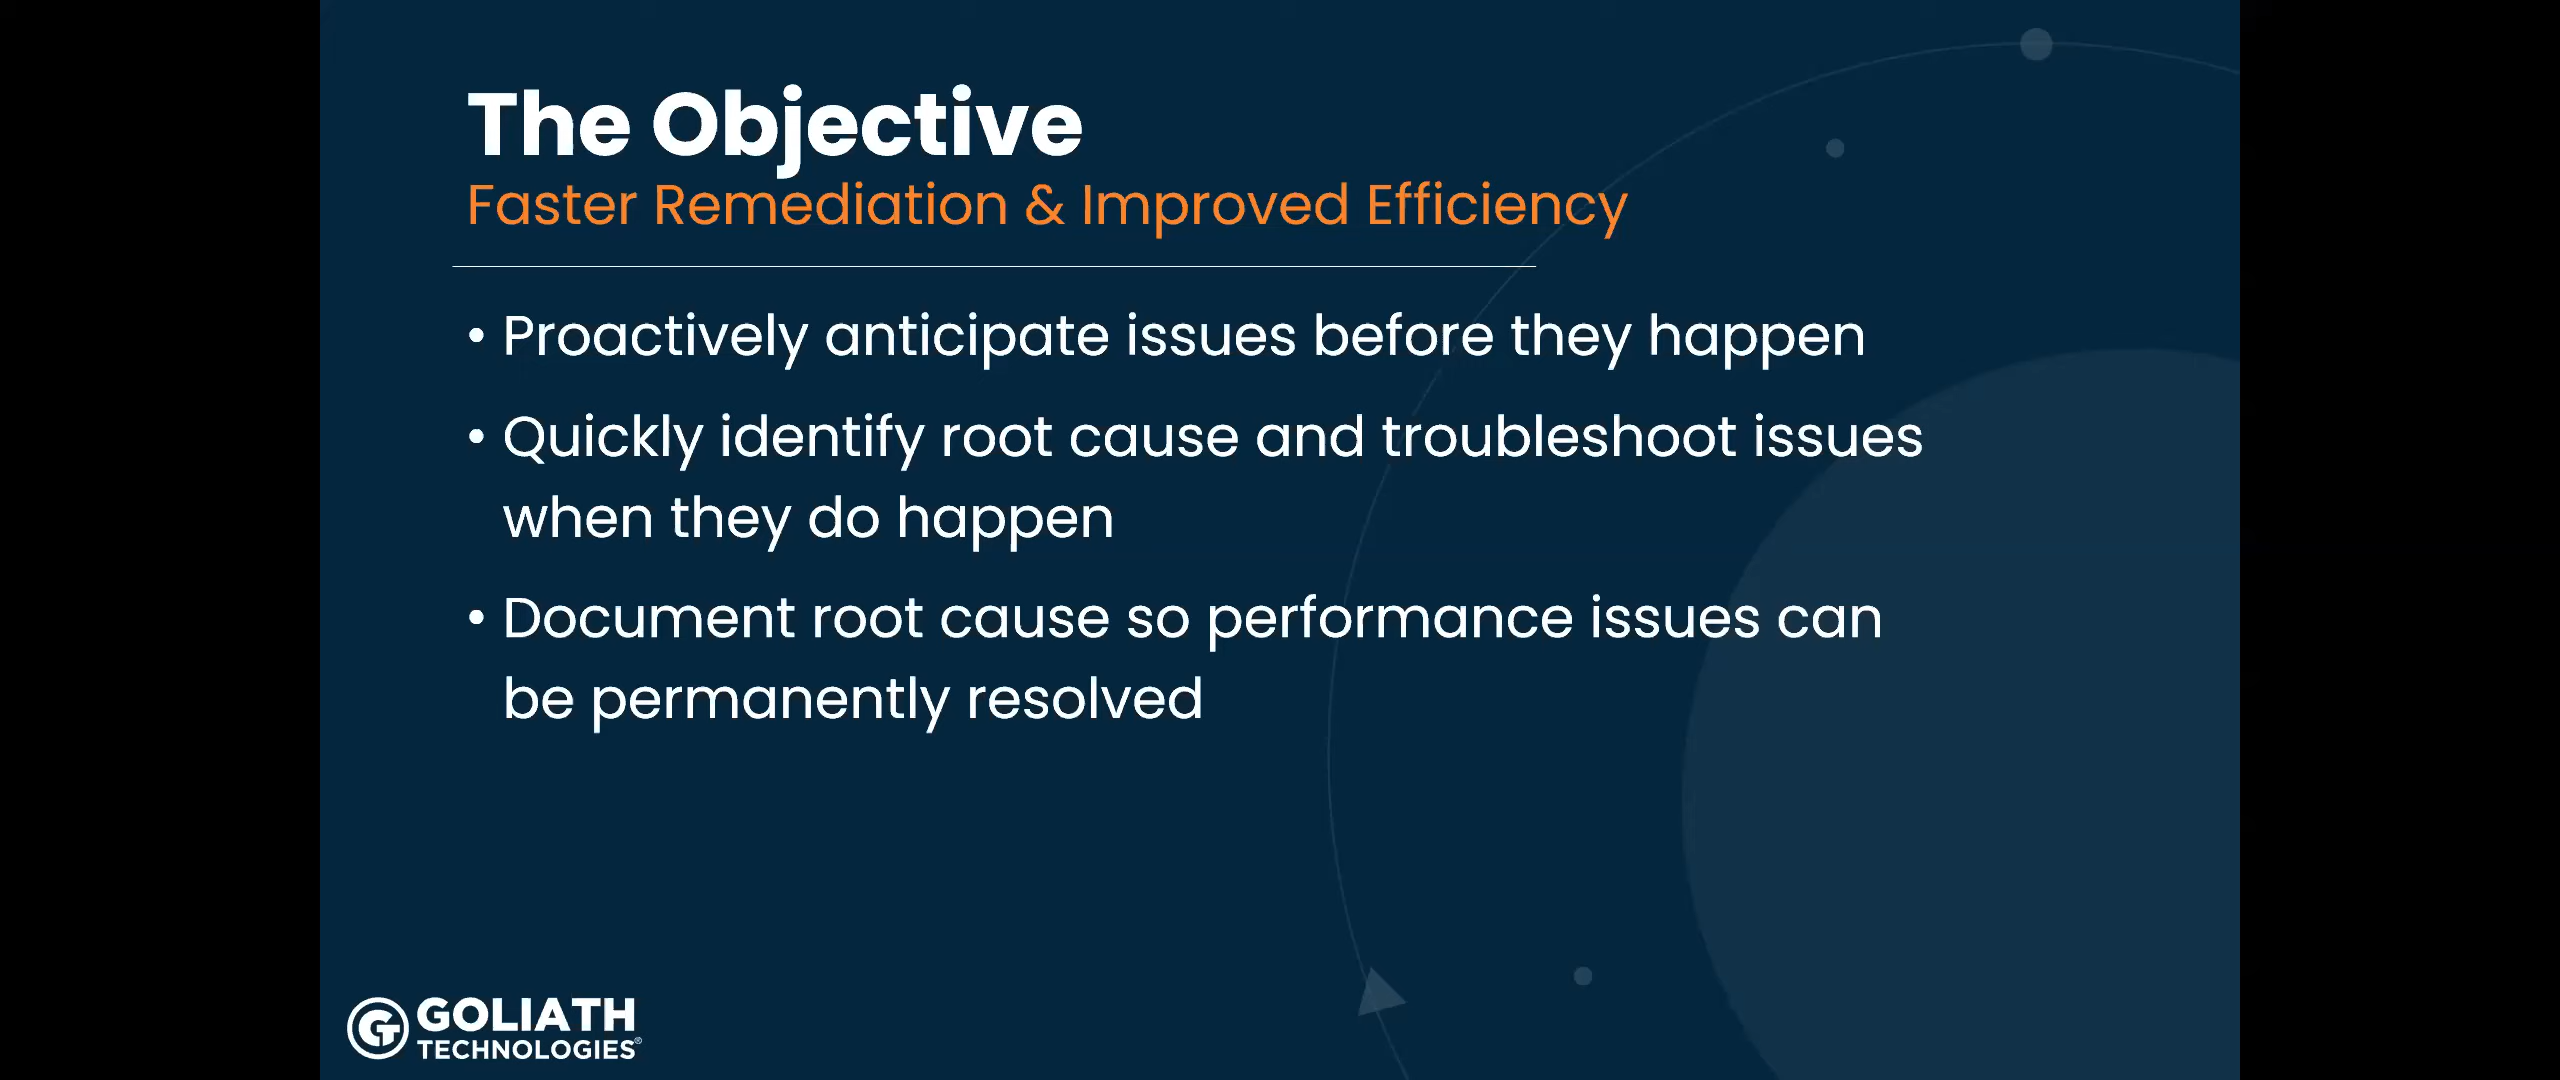 The Objective
Faster Remediation & Improved Efficiency
• Proactively anticipate issues before they happen
• Quickly identify root cause and troubleshoot issues
when they do happen
• Document root cause so performance issues can
be permanently resolved
GOLIATH
TECHNOLOGIES®